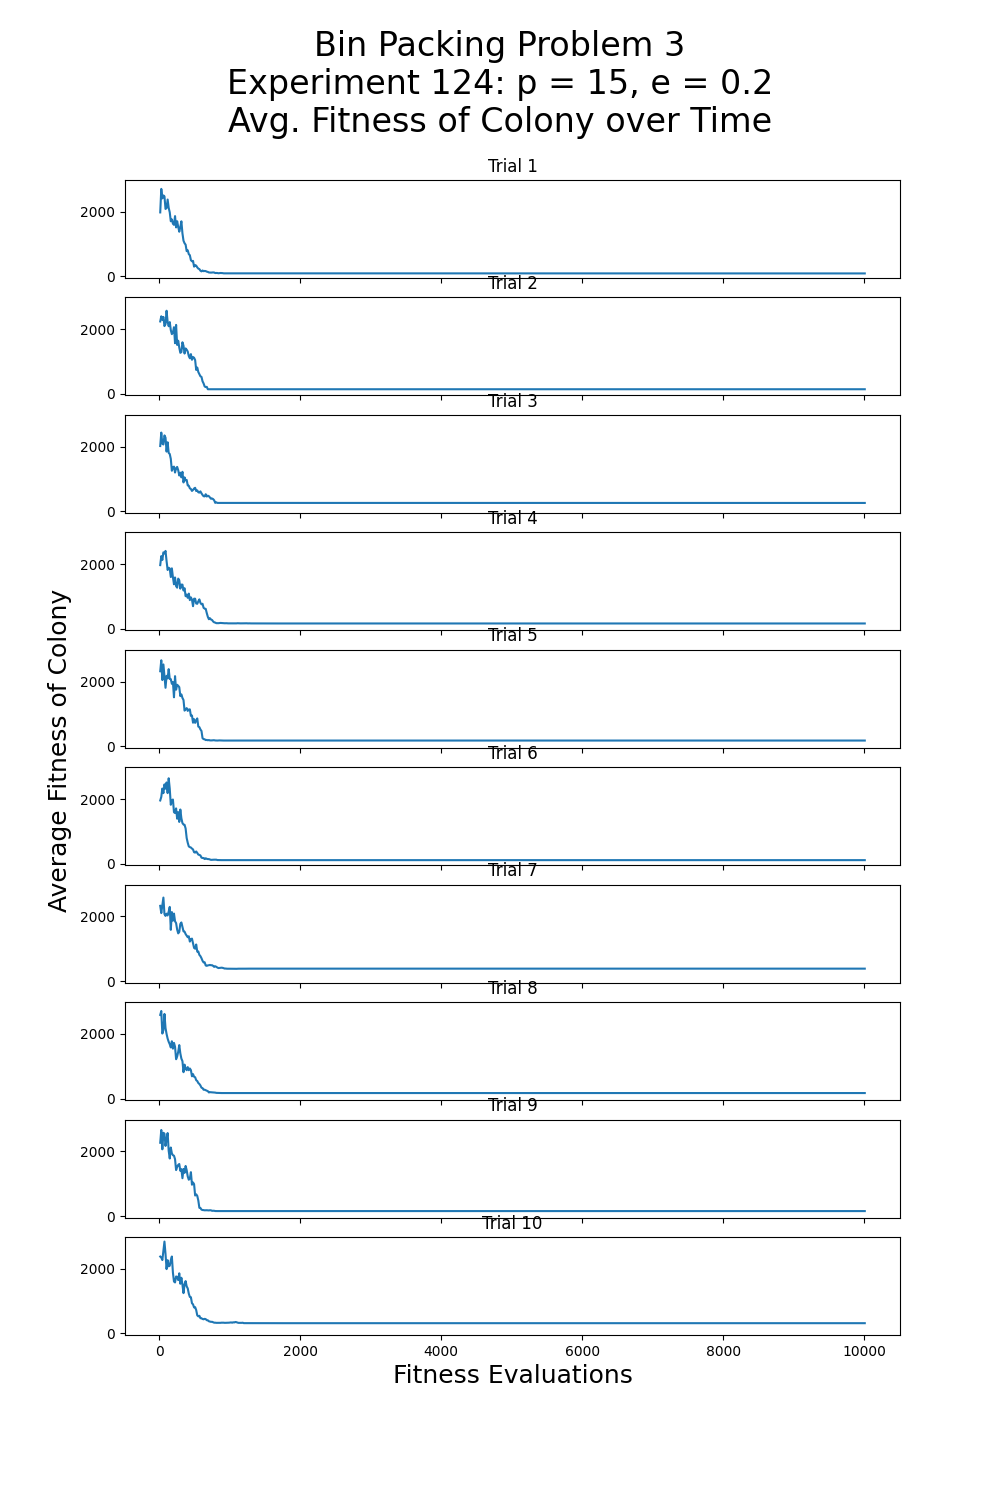 Bin Packing Problem 3
Experiment 124: p = 15, e = 0.2
Avg. Fitness of Colony over Time
Trial 1
2000
0
Trial 2
2000
0
Trial 3
2000
0
Trial 4
2000
0
Trial 5
2000
0
Trial 6
2000
0
Trial 7
2000
0
Trial 8
2000
0
Trial 9
2000
0
Trial 10
2000
0
0 2000 4000 6000 8000 10000
Fitness Evaluations
Average Fitness of Colony